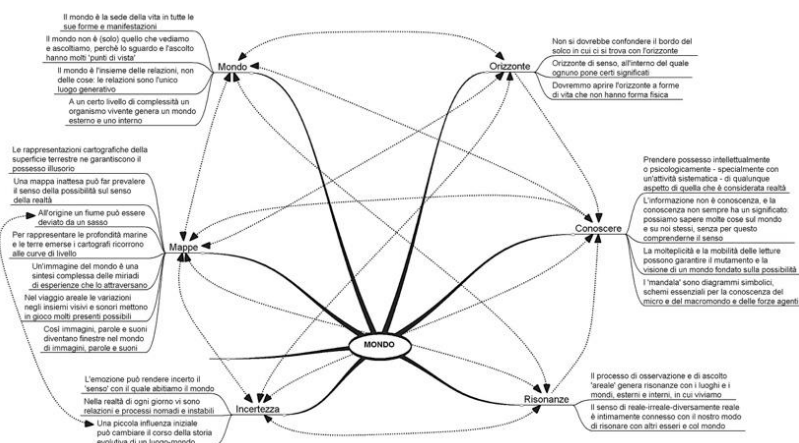 Il mondo è la sede della vita in tutte le
sue forme e manifestazioni
Il mondo non è (solo) quello che vediamo
e ascoltiamo, perchè lo sguardo e l'ascolto
hanno molti 'punti di vista'
Il mondo è l'insieme delle relazioni, non
delle cose: le relazioni sono l'unico
luogo generativo
A un certo livello di complessità un
organismo vivente genera un mondo
esterno e uno interno
Mondo
Orizzonte
Non si dovrebbe confondere il bordo del
solco in cui ci si trova con l'orizzonte
Orizzonte di senso, all'interno del quale
ognuno pone certi significati
Dovremmo aprire l'orizzonte a forme
di vita che non hanno forma fisica
Le rappresentazioni cartografiche della
superficie terrestre ne garantiscono il
possesso illusorio
Una mappa inattesa può far prevalere
il senso della possibilità sul senso
della realtà
All'origine un fiume può essere
deviato da un sasso
Per rappresentare le profondità marine
e le terre emerse i cartografi ricorrono
alle curve di livello
Un'immagine del mondo è una
sintesi complessa delle miriadi
di esperienze che lo attraversano
Nel viaggio areale le variazioni
negli insiemi visivi e sonori mettono
in gioco molti presenti possibili
Così immagini, parole e suoni
diventano finestre nel mondo
di immagini, parole e suoni
Mappe
Conoscere
Prendere possesso intellettualmente
o psicologicamente - specialmente con
un'attività sistematica - di qualunque
aspetto di quella che è considerata realtà
L'informazione non è conoscenza, e la
conoscenza non sempre ha un significato:
possiamo sapere molte cose sul mondo
e su noi stessi, senza per questo
comprenderne il senso
La molteplicità e la mobilità delle letture
possono garantire il mutamento e la
visione di un mondo fondato sulla possibilità
I 'mandala' sono diagrammi simbolici,
schemi essenziali per la conoscenza del
micro e del macromondo e delle forze agenti
MONDO
L'emozione può rendere incerto il
'senso' con il quale abitiamo il mondo
Nella realtà di ogni giorno vi sono
relazioni e processi nomadi e instabili
Una piccola influenza iniziale
può cambiare il corso della storia
evolutiva di un luogo-mondo
Incertezza
Risonanze
Il processo di osservazione e di ascolto
'areale' genera risonanze con i luoghi e i
mondi, esterni e interni, in cui viviamo
Il senso di reale-irreale-diversamente reale
è intimamente connesso con il nostro modo
di risonare con altri esseri e col mondo